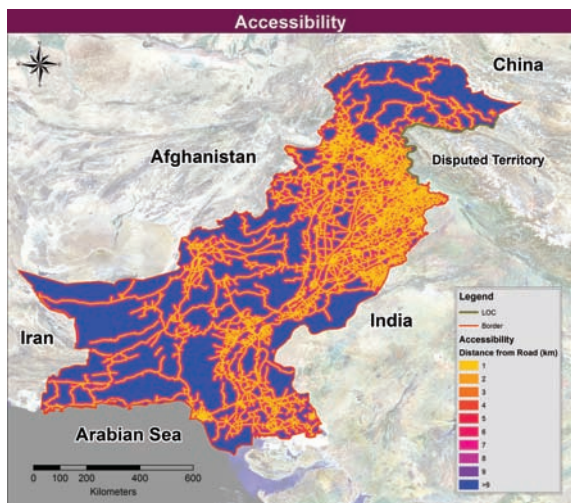 Accessibility
China
Afghanistan
Disputed Territory
Iran
India
Arabian Sea
Legend
LOC
Border
Accessibility
Distance from Road (km)
1
2
3
4
5
6
7
8
9
>9
0 100 200 400 600
Kilometers